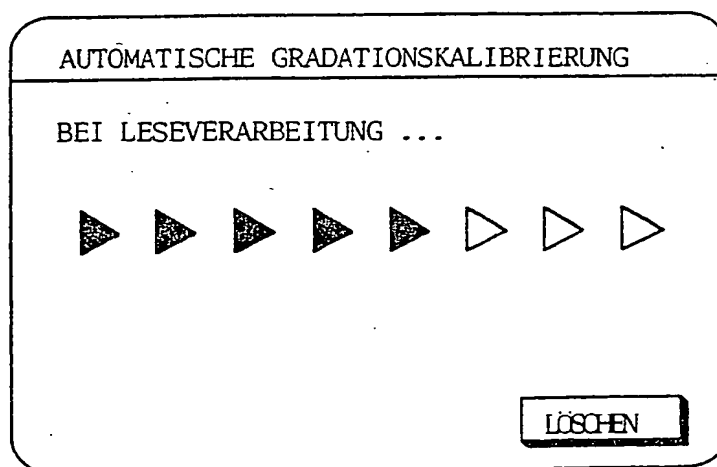 AUTOMATISCHE GRADATIONSKALIBRIERUNG
BEI LESEVERARBEITUNG ...
LÖSCHEN